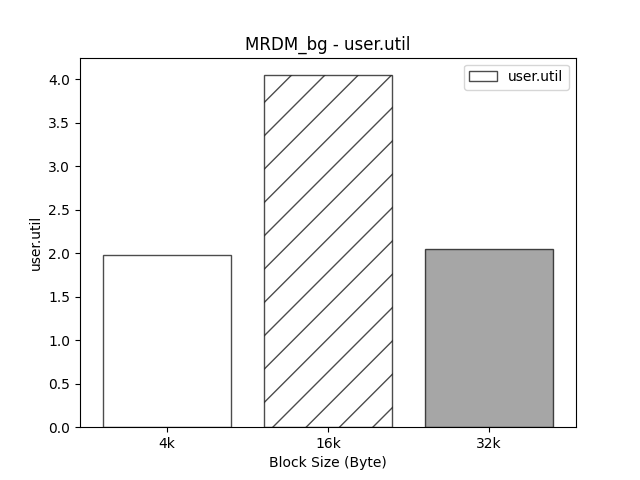 MRDM_bg - user.util
user.util
4.0
3.5
3.0
2.5
2.0
1.5
1.0
0.5
0.0
user.util
4k 16k 32k
Block Size (Byte)